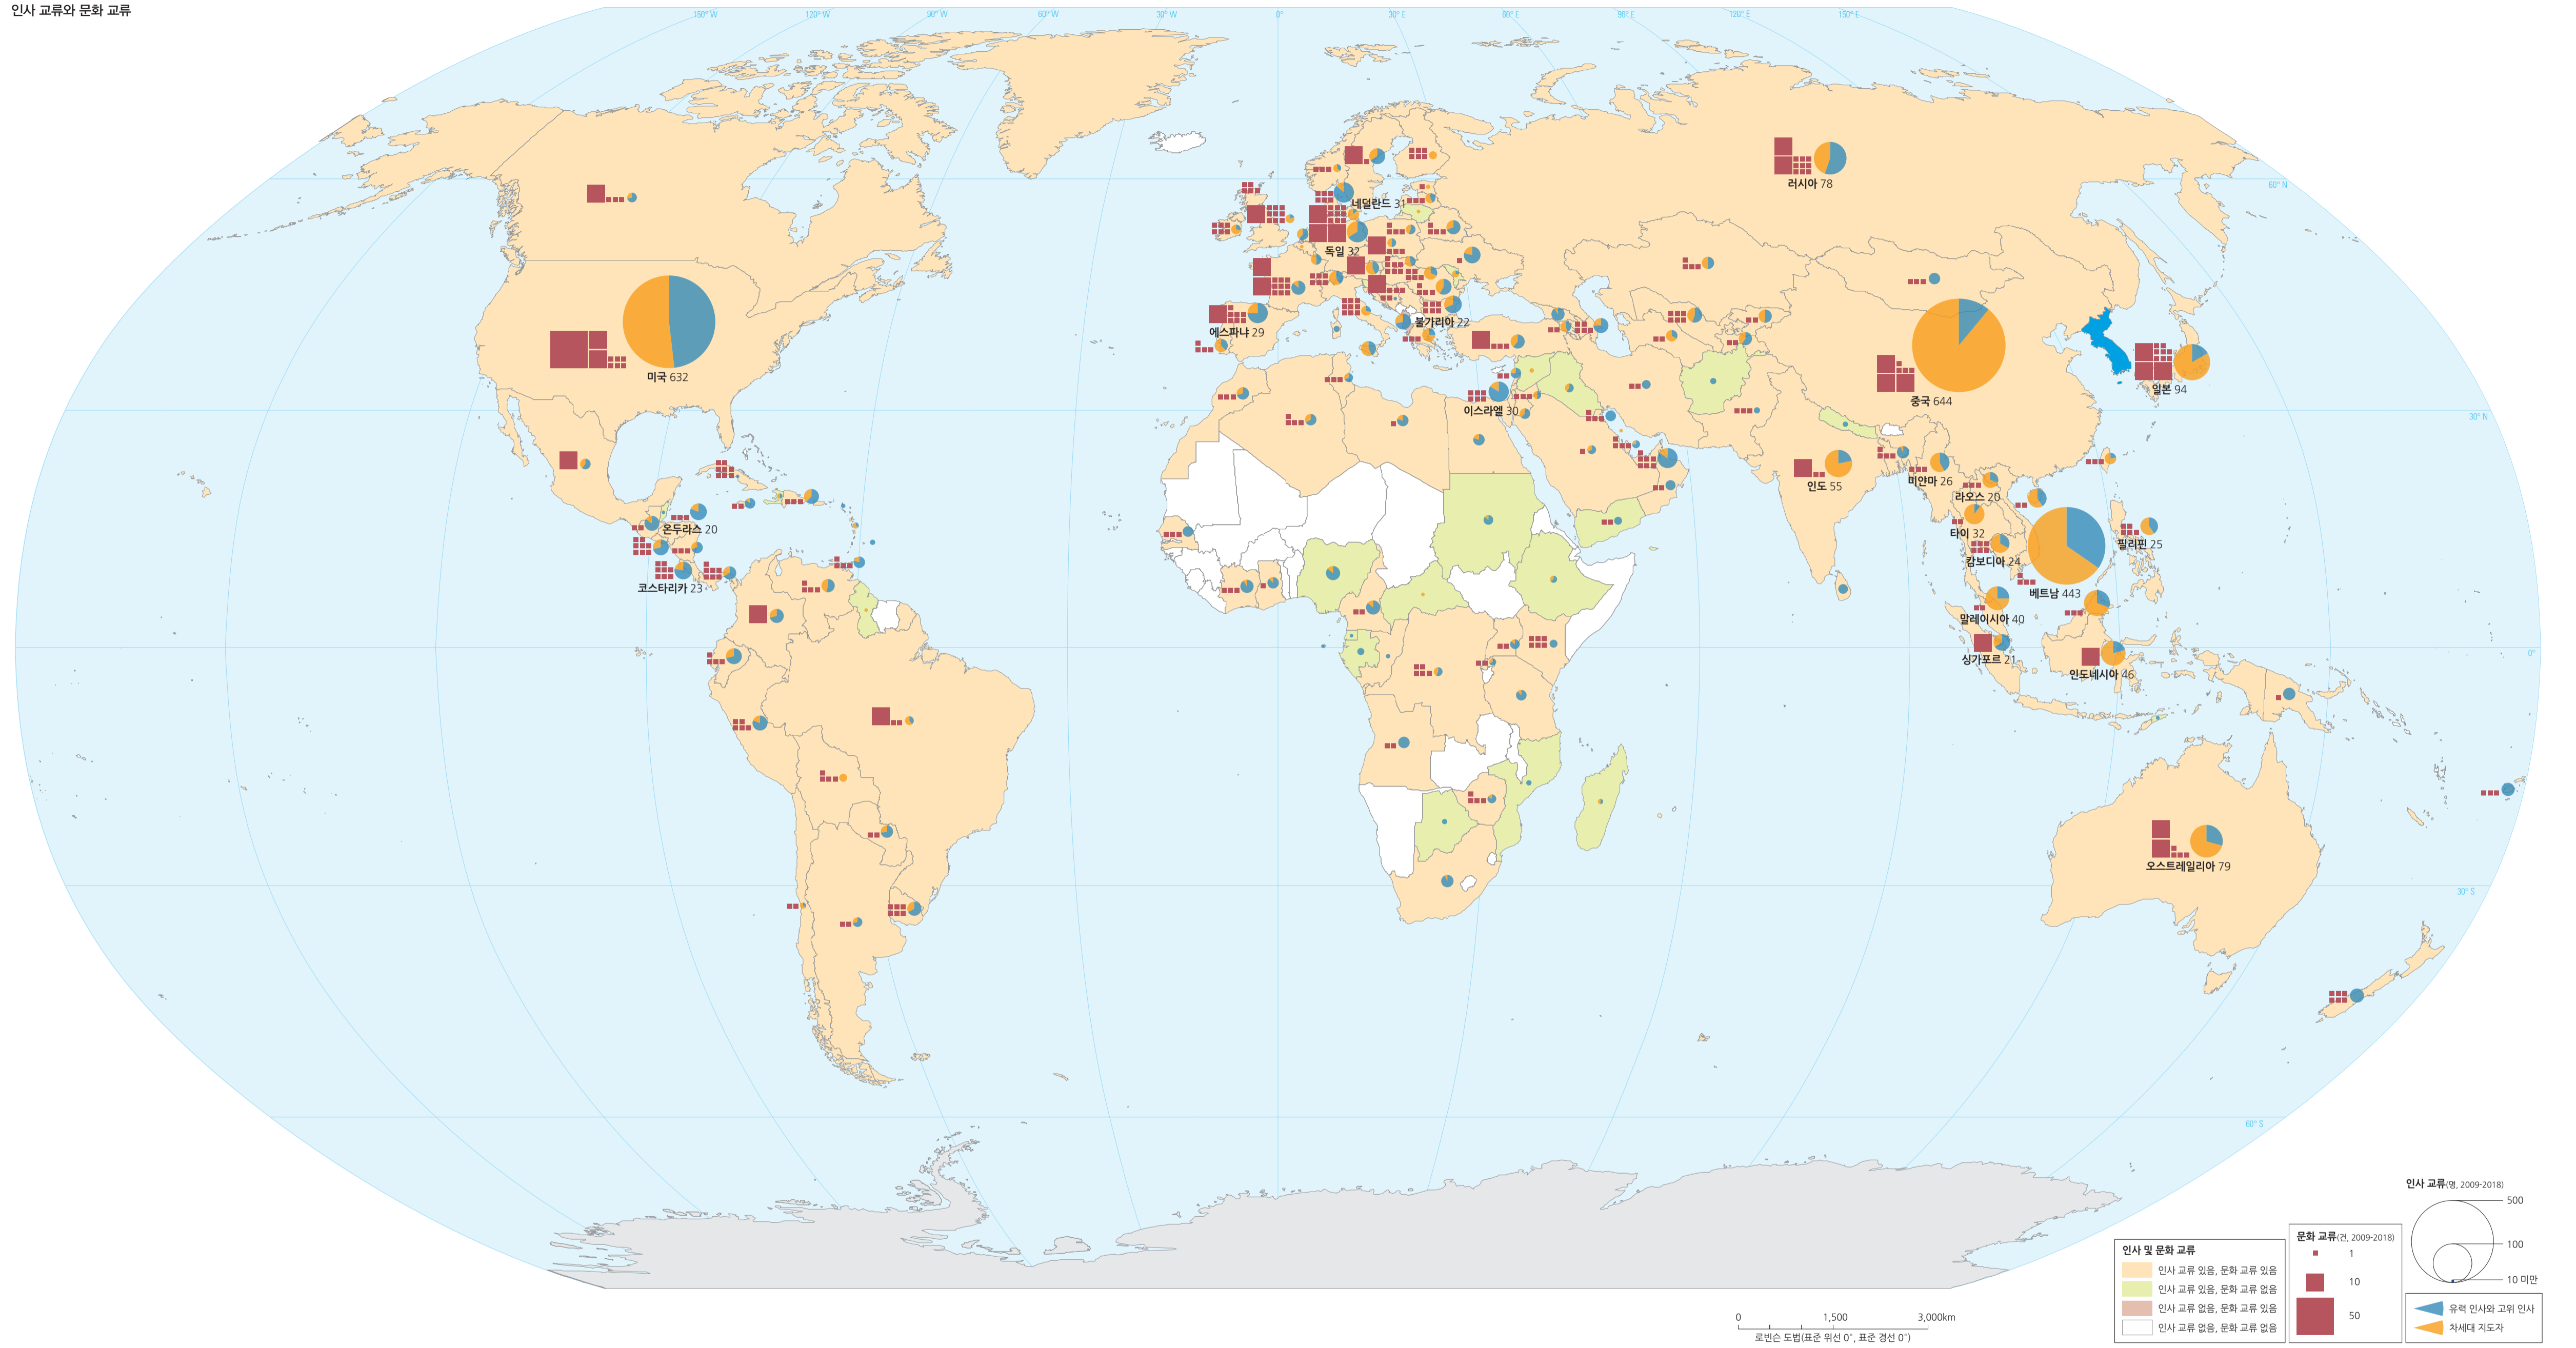 인사 교류와 문화 교류
150° W
120° W
90° W
60° W
30° W
0°
30° E
60° E
90° E
120° E
150° E
60° N
30° N
0°
30° S
60° S
러시아 78
네덜란드 31
독일 32
에스파냐 29
불가리아 22
미국 632
중국 644
일본 94
이스라엘 30
인도 55
미얀마 26
라오스 20
타이 32
필리핀 25
캄보디아 24
베트남 443
말레이시아 40
싱가포르 21
인도네시아 46
온두라스 20
코스타리카 23
오스트레일리아 79
인사 교류(명, 2009-2018)
500
100
10 미만
유력 인사와 고위 인사
차세대 지도자
문화 교류(건, 2009-2018)
1
10
50
인사 및 문화 교류
인사 교류 있음, 문화 교류 있음
인사 교류 있음, 문화 교류 없음
인사 교류 없음, 문화 교류 있음
인사 교류 없음, 문화 교류 없음
0 1,500 3,000km
로빈슨 도법(표준 위선 0°, 표준 경선 0°)